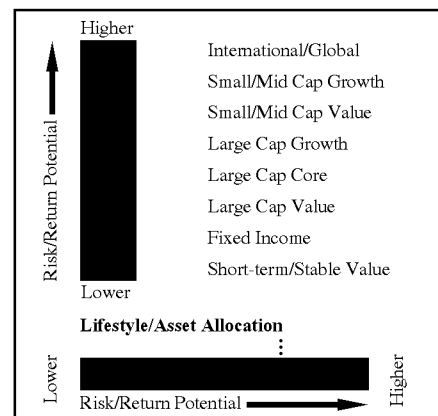 Higher
International/Global
Small/Mid Cap Growth
Small/Mid Cap Value
Large Cap Growth
Large Cap Core
Large Cap Value
Fixed Income
Short-term/Stable Value
Risk/Return Potential
Lower
Lifestyle/Asset Allocation
Lower
Higher
Risk/Return Potential